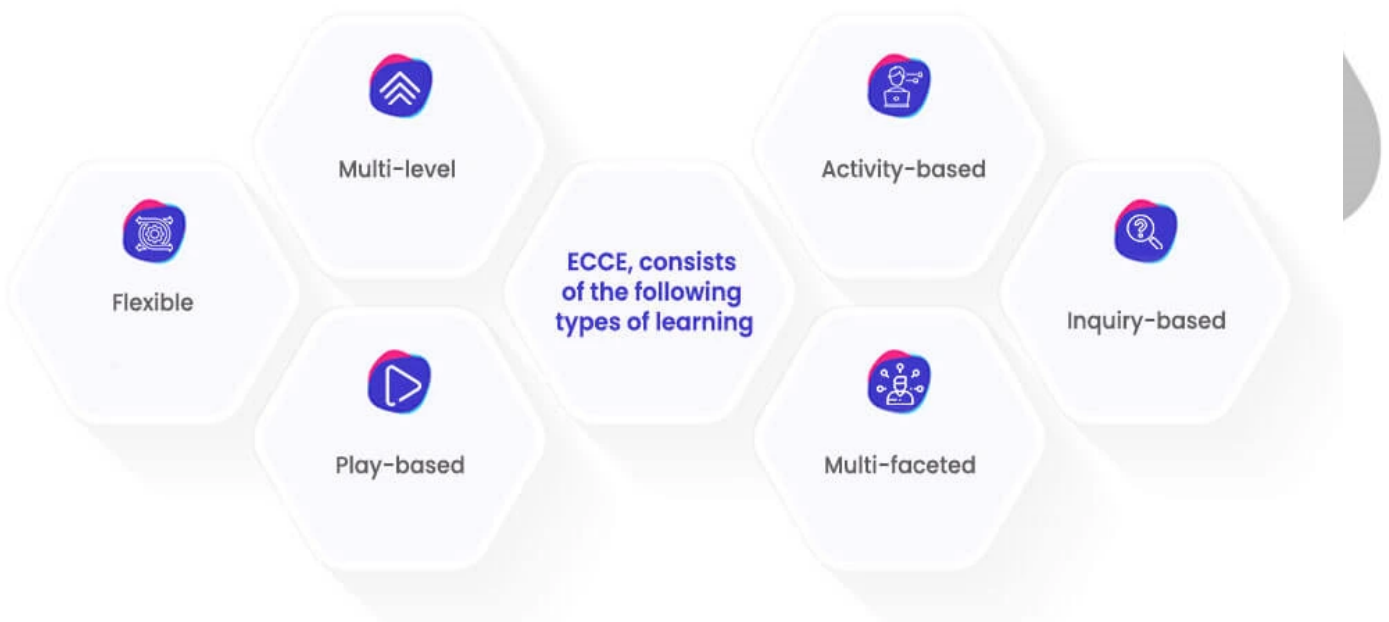 Multi-level
Activity-based
Flexible
ECCE, consists
of the following
types of learning
Inquiry-based
Play-based
Multi-faceted